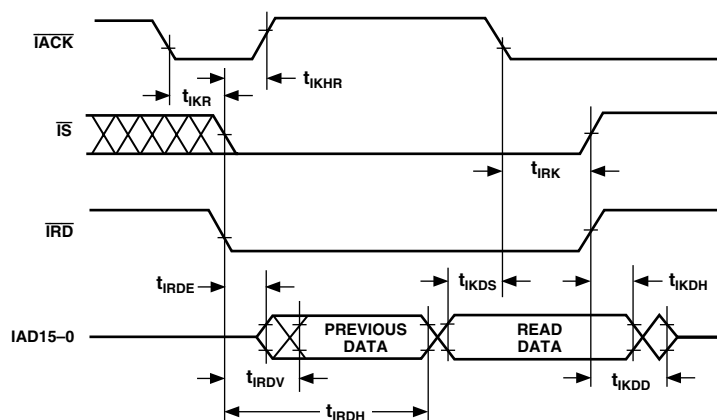 IACK
tIKHR
tIKR
IS
tIRK
IRD
tIRDE
tIKDS
tIKDH
IAD15–0
PREVIOUS
DATA
READ
DATA
tIRDV
tIKDD
tIRDH